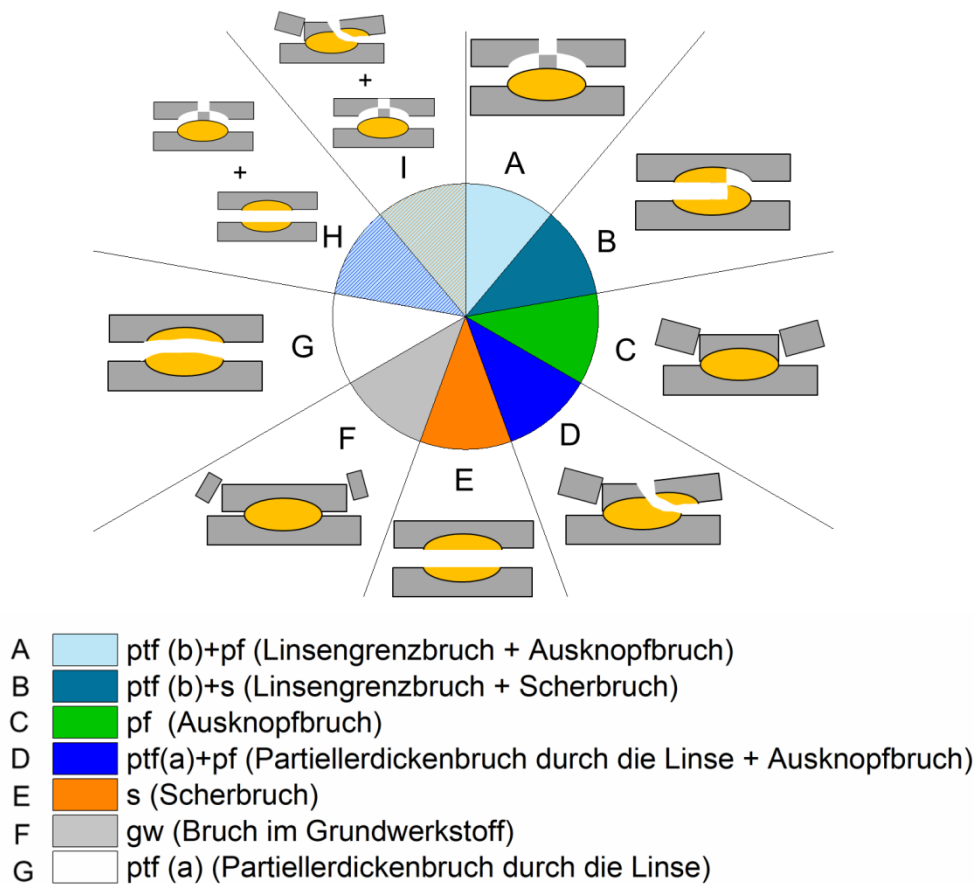 +
I
A
+
H
B
G
C
F
D
E
A ptf (b)+pf (Linsengrenzbruch + Ausknopfbruch)
B ptf (b)+s (Linsengrenzbruch + Scherbruch)
C pf (Ausknopfbruch)
D ptf(a)+pf (Partiellerdickenbruch durch die Linse + Ausknopfbruch)
E s (Scherbruch)
F gw (Bruch im Grundwerkstoff)
G ptf (a) (Partiellerdickenbruch durch die Linse)